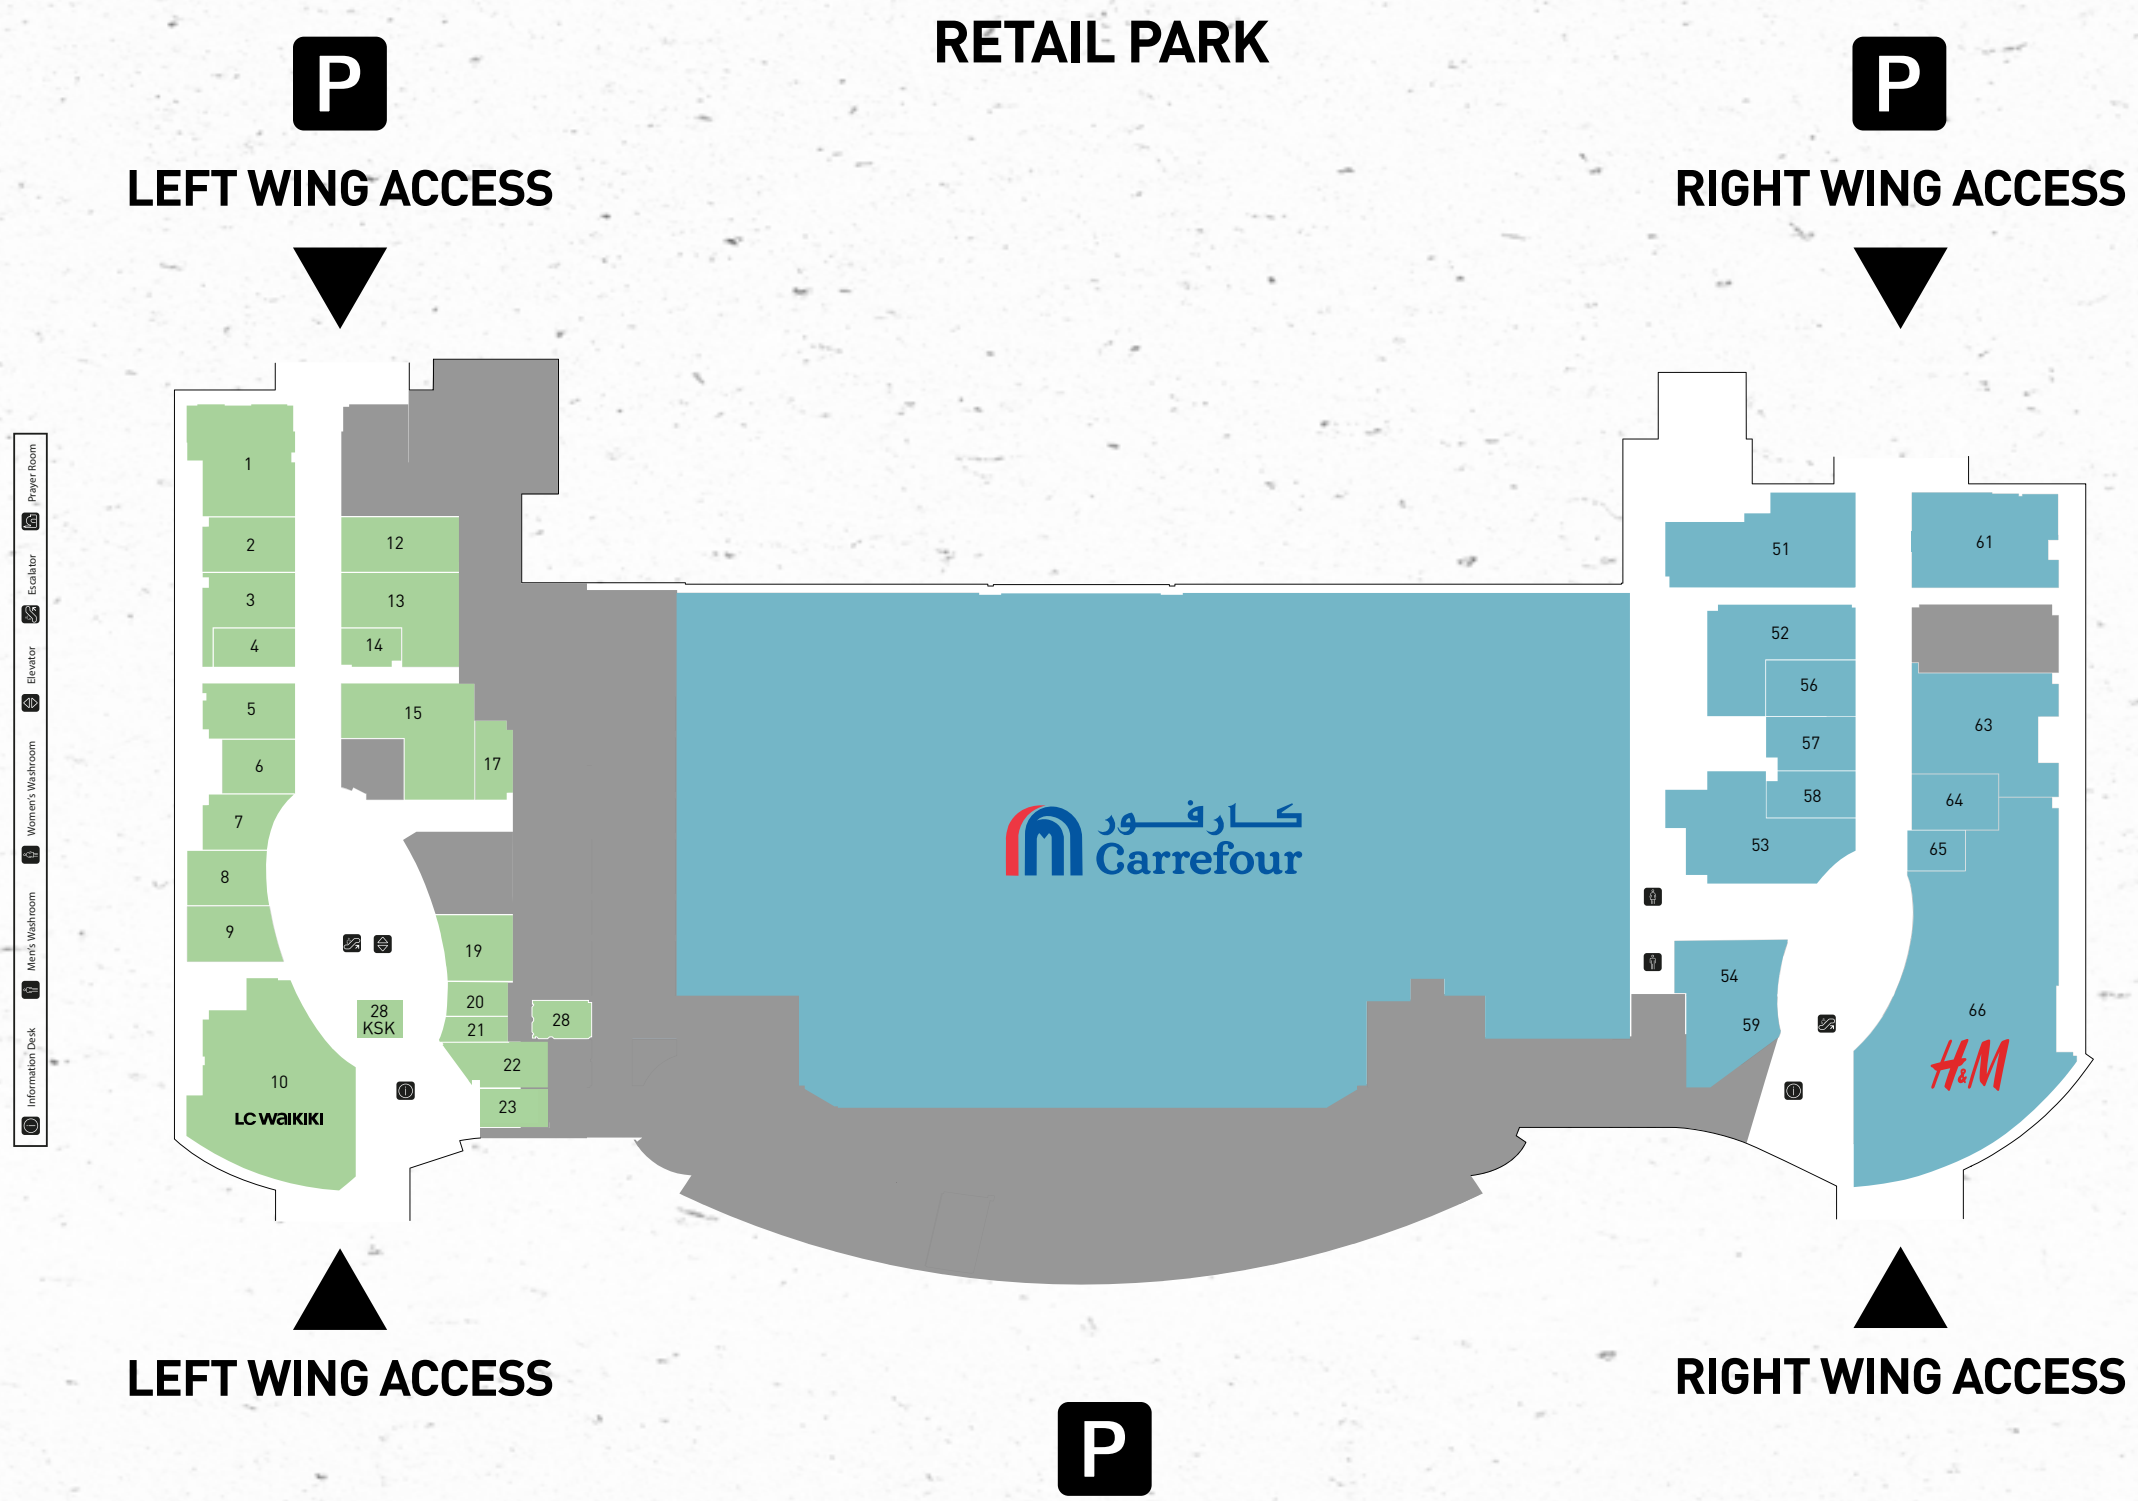 RETAIL PARK
P
P
LEFT WING ACCESS
RIGHT WING ACCESS
Prayer Room
Escalator
Elevator
Women's Washroom
Men's Washroom
Information Desk
1
2
3
4
5
6
7
8
9
10
LC WAIKIKI
12
13
14
15
17
19
20
21
22
23
28
KSK
28
كارفور
Carrefour
51
52
56
57
58
53
54
59
61
63
64
65
66
H&M
LEFT WING ACCESS
RIGHT WING ACCESS
P